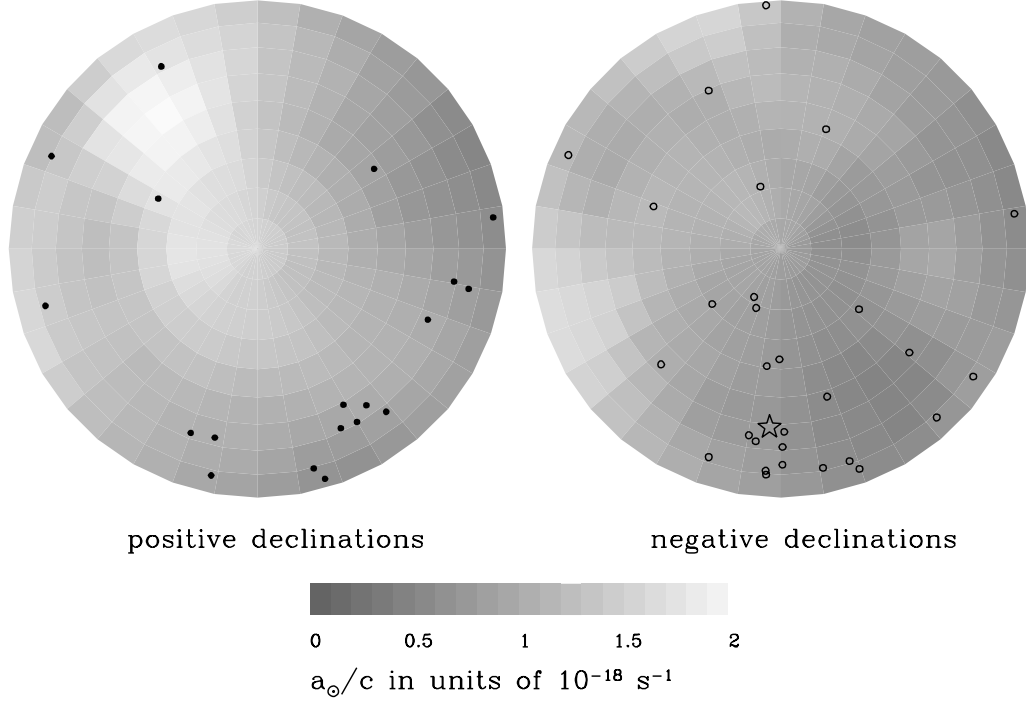 positive declinations
negative declinations
0 0.5 1 1.5 2
a⊙/c in units of 10⁻¹⁸ s⁻¹